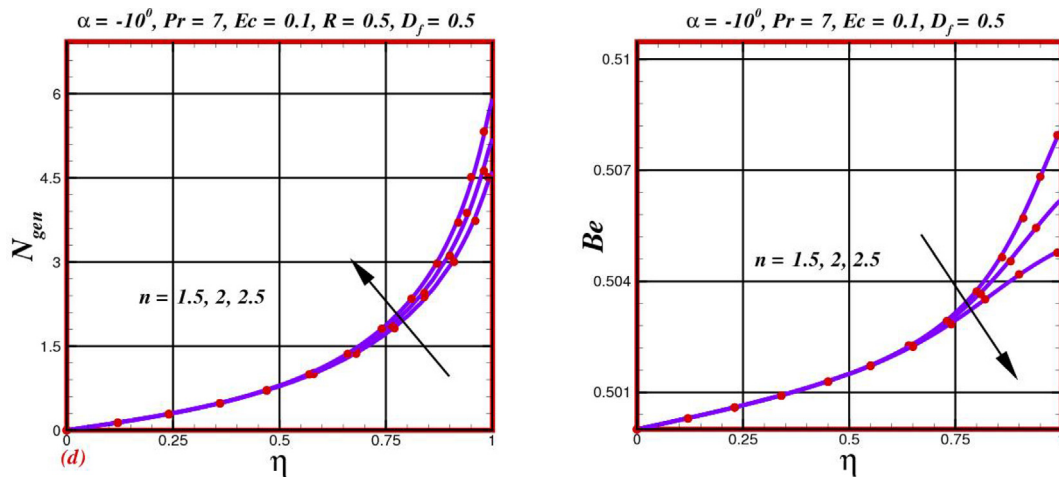 α = -10⁰, Pr = 7, Ec = 0.1, R = 0.5, D_f = 0.5
6
4.5
3
1.5
0
N_gen
n = 1.5, 2, 2.5
0 0.25 0.5 0.75 1
(d)
η
α = -10⁰, Pr = 7, Ec = 0.1, R = 0.5, D_f = 0.5
0.51
0.507
0.504
0.501
Be
n = 1.5, 2, 2.5
0 0.25 0.5 0.75
η